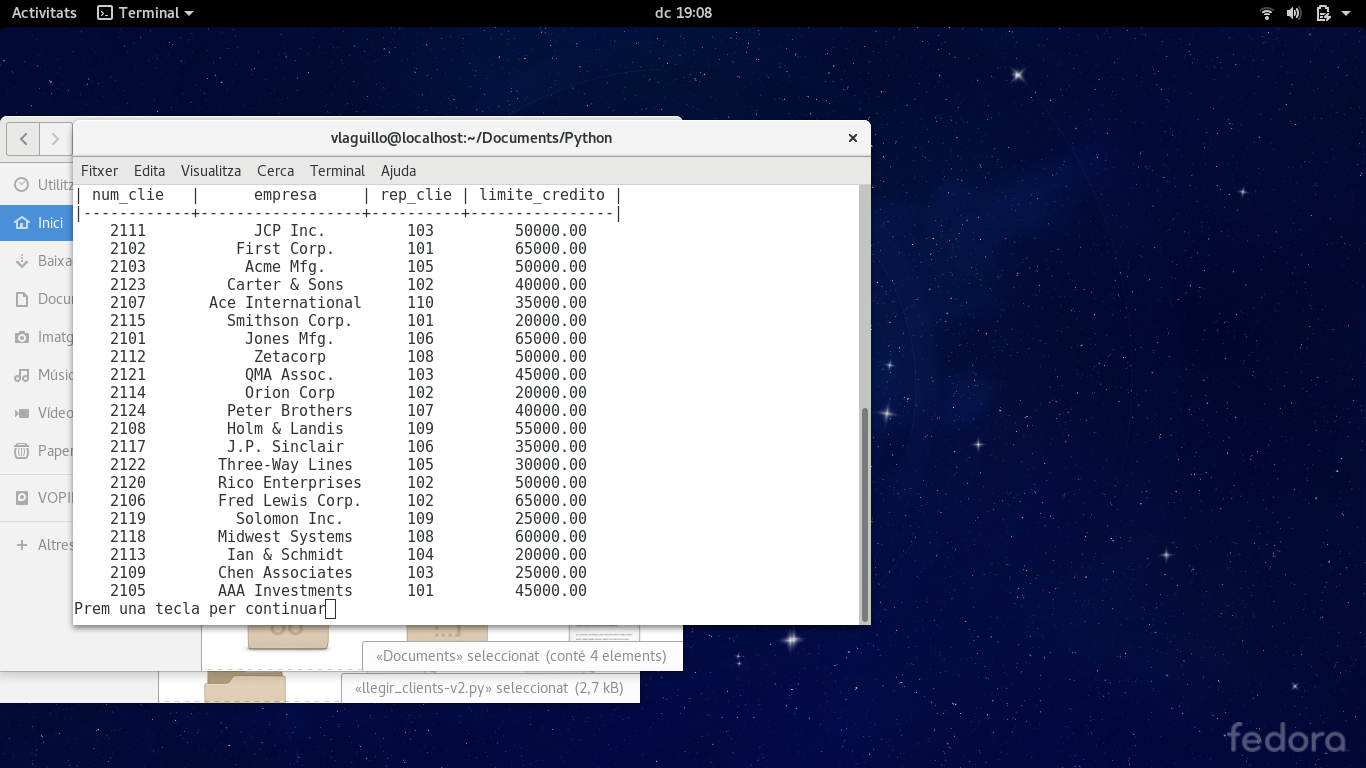 Activitats Terminal dc 19:08
vlaguillo@localhost:~/Documents/Python ×
Fitxer Edita Visualitza Cerca Terminal Ajuda
| num_clie   |      empresa     | rep_clie | limite_credito |
|------------+------------------+----------+----------------|
2111 JCP Inc. 103 50000.00
2102 First Corp. 101 65000.00
2103 Acme Mfg. 105 50000.00
2123 Carter & Sons 102 40000.00
2107 Ace International 110 35000.00
2115 Smithson Corp. 101 20000.00
2101 Jones Mfg. 106 65000.00
2112 Zetacorp 108 50000.00
2121 QMA Assoc. 103 45000.00
2114 Orion Corp 102 20000.00
2124 Peter Brothers 107 40000.00
2108 Holm & Landis 109 55000.00
2117 J.P. Sinclair 106 35000.00
2122 Three-Way Lines 105 30000.00
2120 Rico Enterprises 102 50000.00
2106 Fred Lewis Corp. 102 65000.00
2119 Solomon Inc. 109 25000.00
2118 Midwest Systems 108 60000.00
2113 Ian & Schmidt 104 20000.00
2109 Chen Associates 103 25000.00
2105 AAA Investments 101 45000.00
Prem una tecla per continuar
Utilitz
Inici
Baixa
Docu
Imatg
Músic
Vídeo
Paper
VOPI
+ Altres
«Documents» seleccionat (conté 4 elements)
«llegir_clients-v2.py» seleccionat (2,7 kB)
fedora